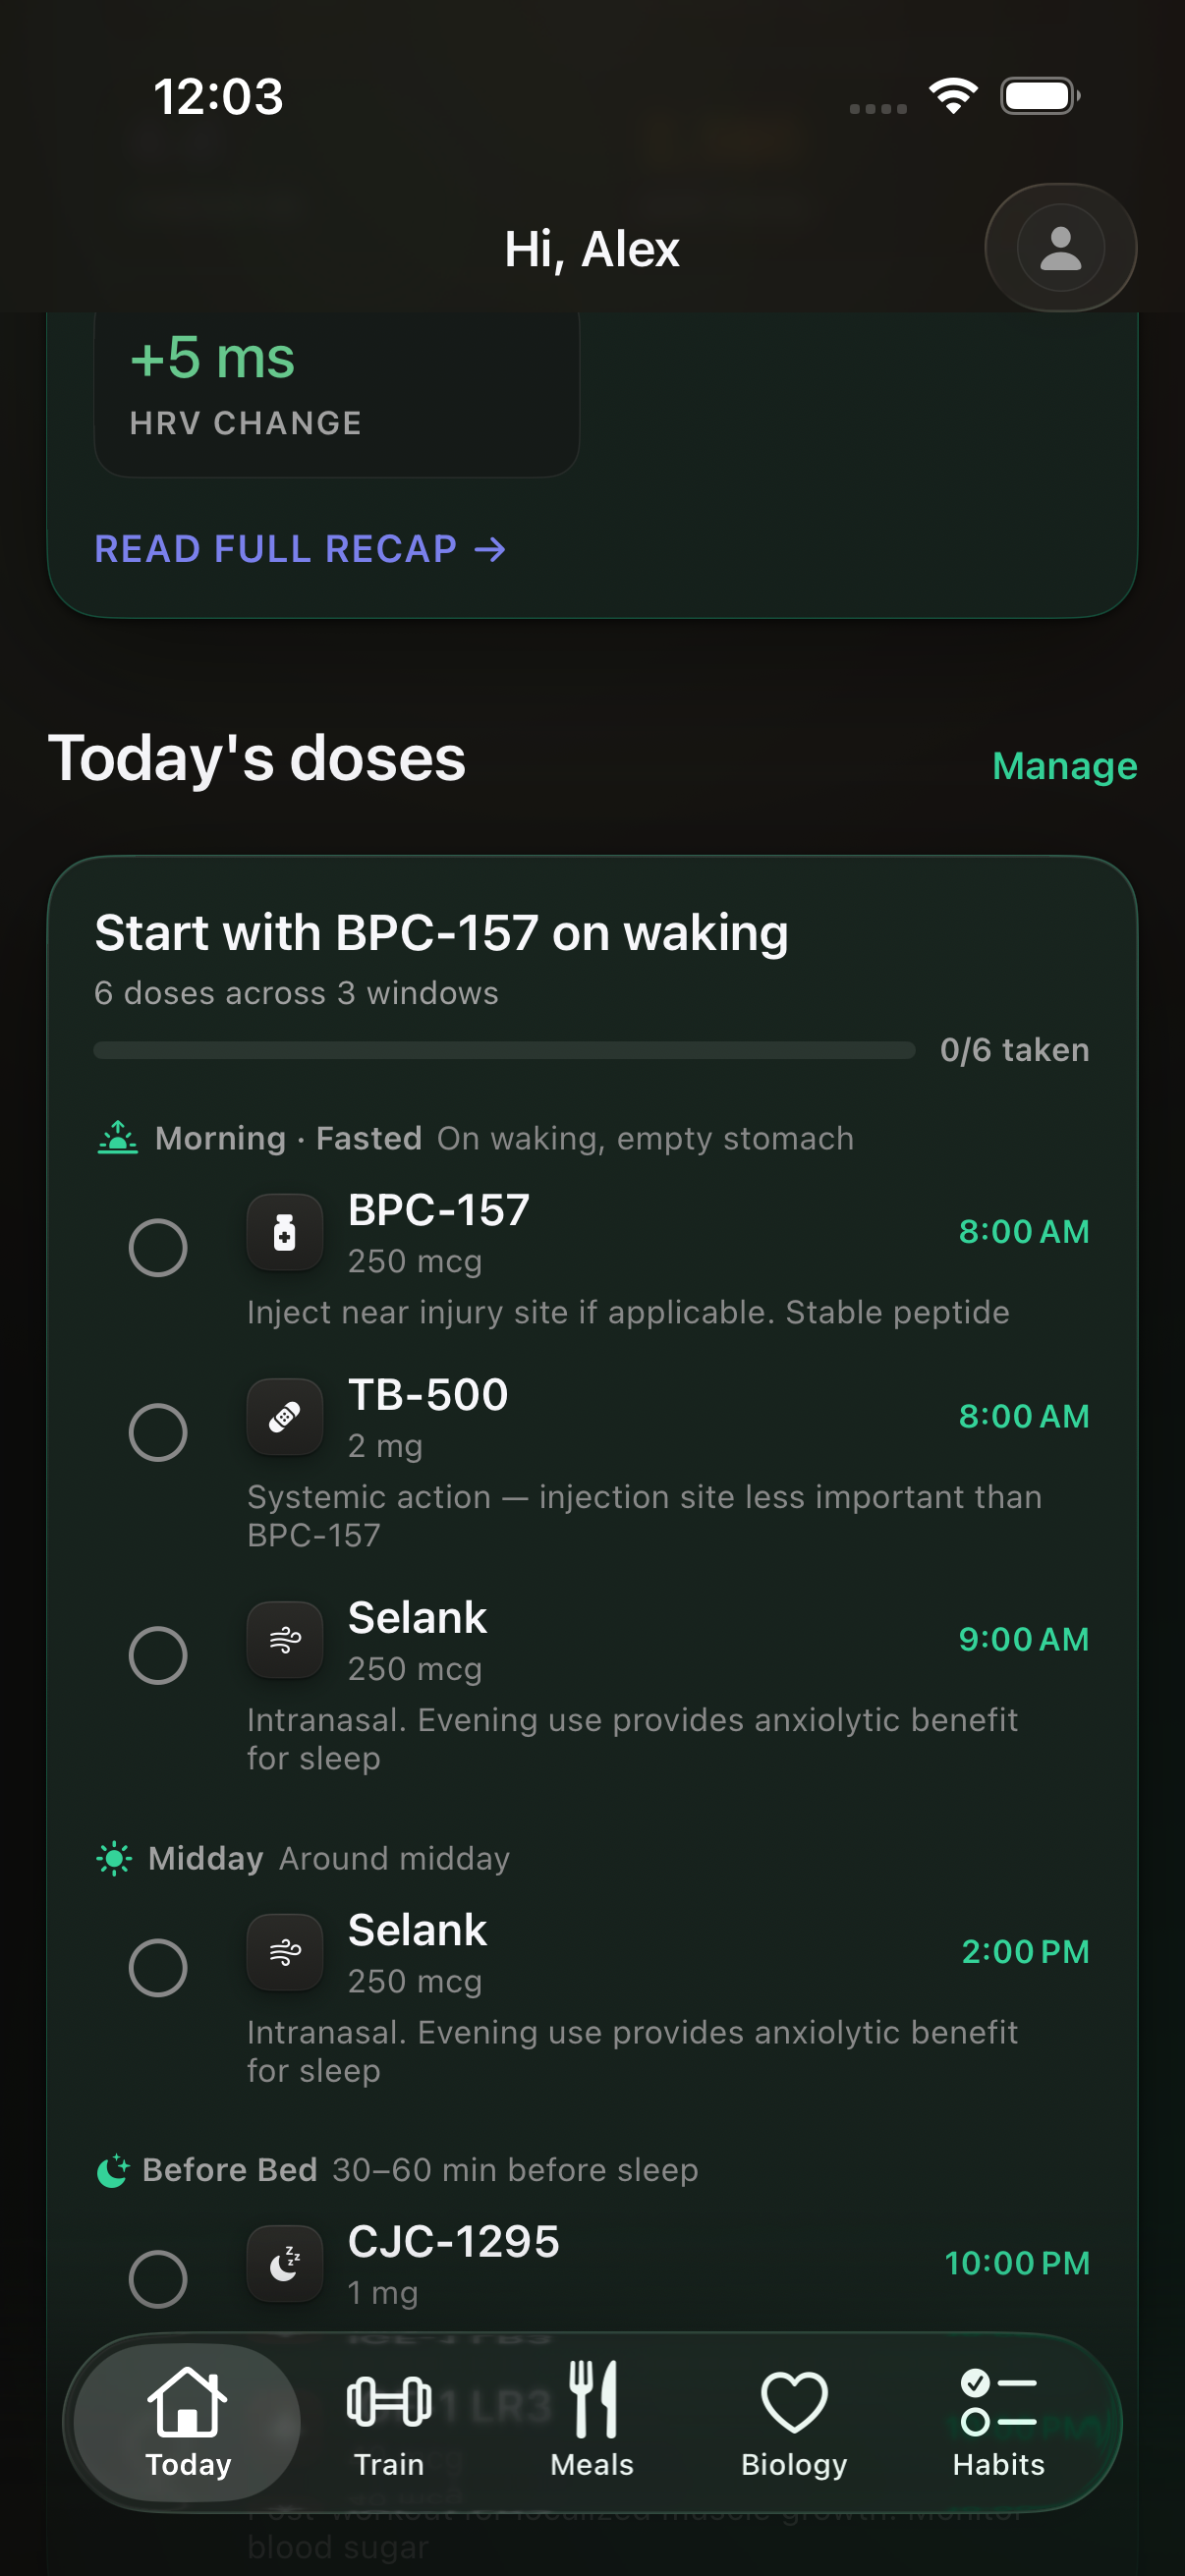 12:03
Hi, Alex
+5 ms
HRV CHANGE
READ FULL RECAP →
Today's doses
Manage
Start with BPC-157 on waking
6 doses across 3 windows
0/6 taken
Morning · Fasted On waking, empty stomach
BPC-157
8:00 AM
250 mcg
Inject near injury site if applicable. Stable peptide
TB-500
8:00 AM
2 mg
Systemic action — injection site less important than
BPC-157
Selank
9:00 AM
250 mcg
Intranasal. Evening use provides anxiolytic benefit
for sleep
Midday Around midday
Selank
2:00 PM
250 mcg
Intranasal. Evening use provides anxiolytic benefit
for sleep
Before Bed 30–60 min before sleep
CJC-1295
10:00 PM
1 mg
Today
Train
Meals
Biology
Habits
blood sugar